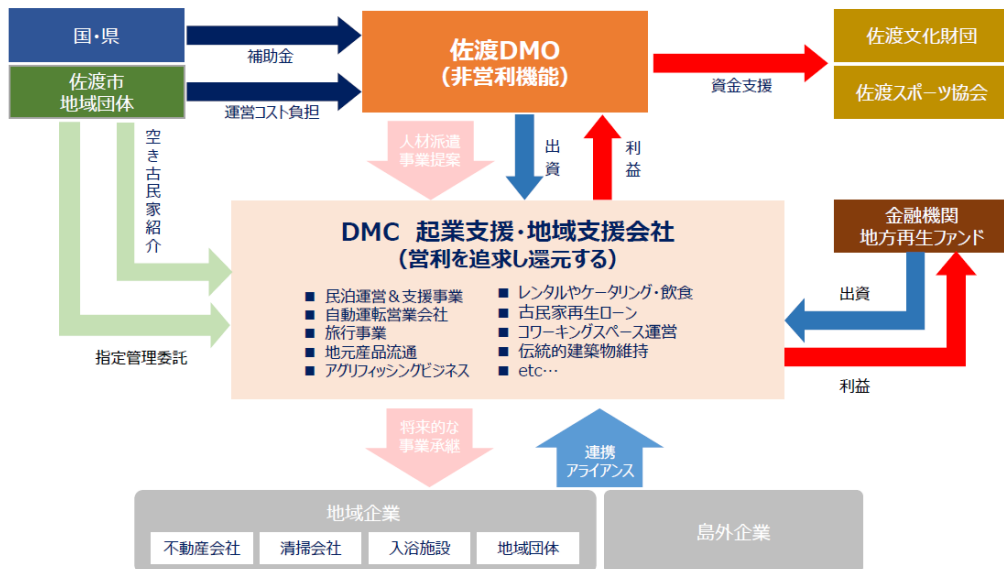 国・県
補助金
佐渡DMO
(非営利機能)
資金支援
佐渡文化財団
佐渡スポーツ協会
佐渡市
地域団体
運営コスト負担
空き古民家紹介
人材派遣
事業提案
出資
利益
DMC 起業支援・地域支援会社
(営利を追求し還元する)
■ 民泊運営&支援事業
■ 自動運転営業会社
■ 旅行事業
■ 地元産品流通
■ アグリフィッシングビジネス
■ レンタルやケータリング・飲食
■ 古民家再生ローン
■ コワーキングスペース運営
■ 伝統的建築物維持
■ etc…
金融機関
地方再生ファンド
出資
利益
指定管理委託
将来的な
事業承継
連携
アライアンス
地域企業
不動産会社
清掃会社
入浴施設
地域団体
島外企業